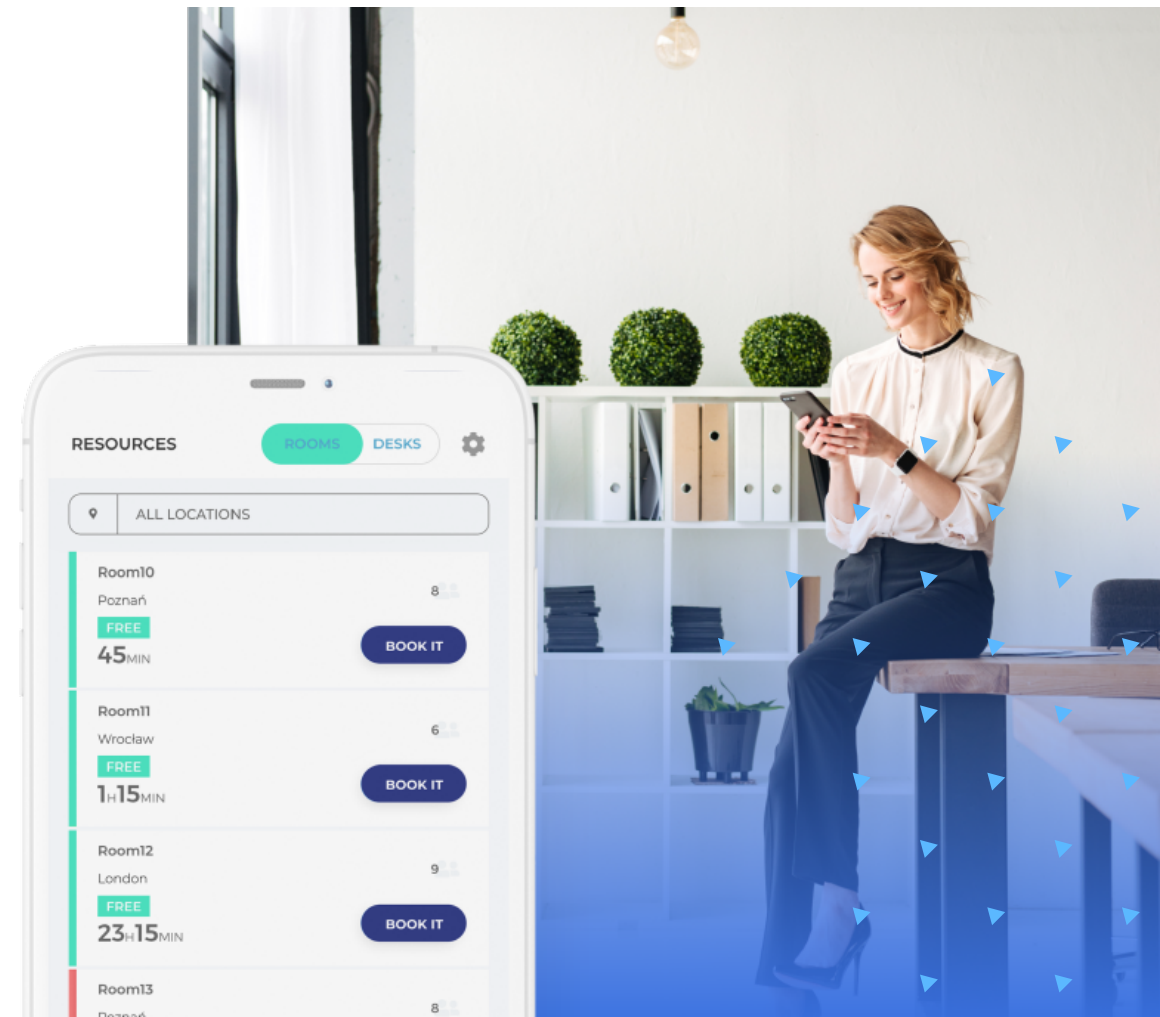 RESOURCES ROOMS DESKS
ALL LOCATIONS
Room10
Poznań
8
FREE
45MIN
BOOK IT
Room11
Wrocław
6
FREE
1H15MIN
BOOK IT
Room12
London
9
FREE
23H15MIN
BOOK IT
Room13
Poznań
8